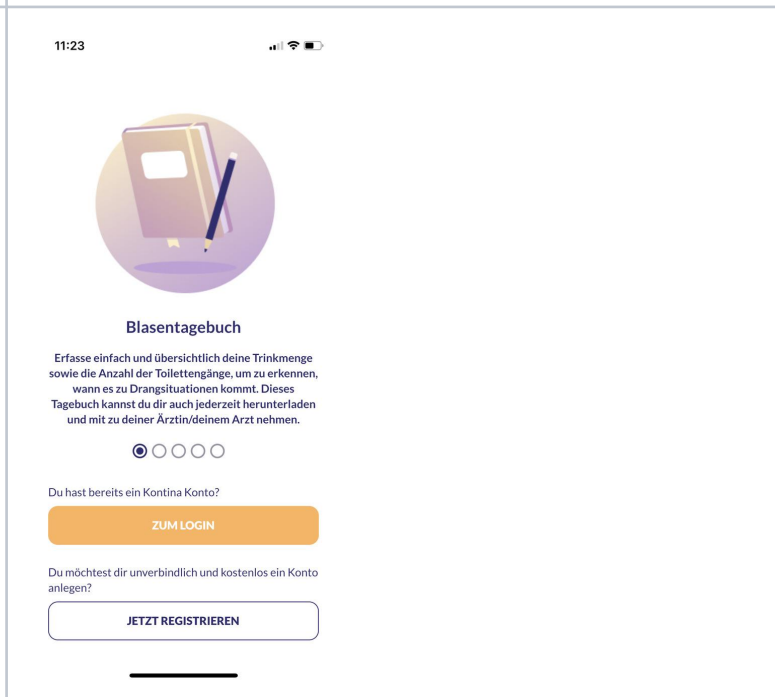 11:23
Blasentagebuch
Erfasse einfach und übersichtlich deine Trinkmenge
sowie die Anzahl der Toilettengänge, um zu erkennen,
wann es zu Drangsituationen kommt. Dieses
Tagebuch kannst du dir auch jederzeit herunterladen
und mit zu deiner Ärztin/deinem Arzt nehmen.
Du hast bereits ein Kontina Konto?
ZUM LOGIN
Du möchtest dir unverbindlich und kostenlos ein Konto
anlegen?
JETZT REGISTRIEREN